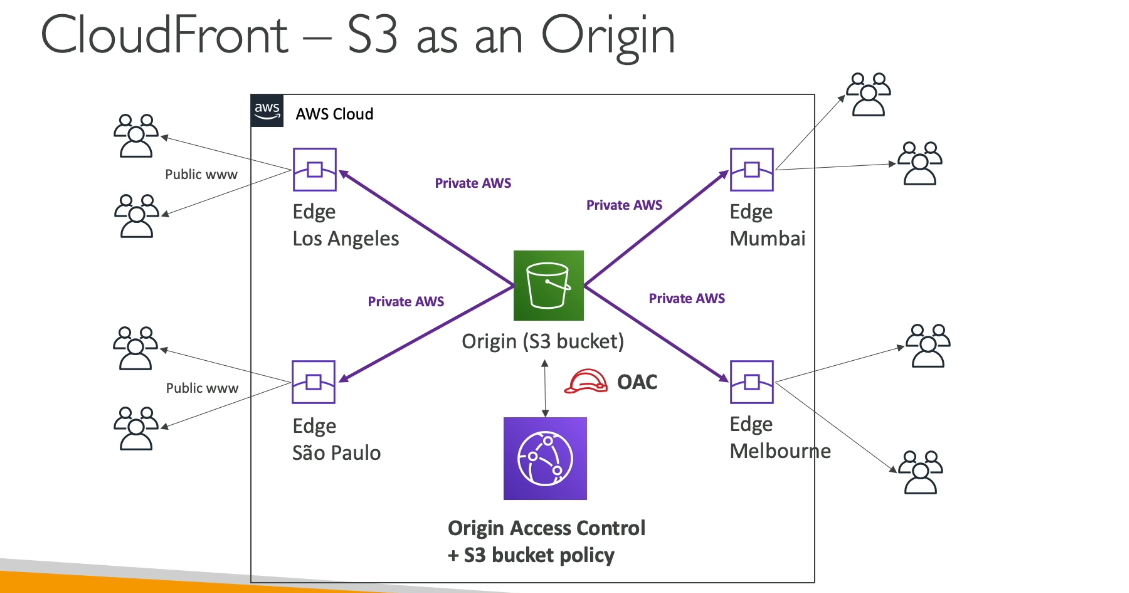 CloudFront – S3 as an Origin
aws
AWS Cloud
Public www
Private AWS
Private AWS
Edge
Los Angeles
Edge
Mumbai
Private AWS
Private AWS
Origin (S3 bucket)
OAC
Public www
Edge
São Paulo
Edge
Melbourne
Origin Access Control
+ S3 bucket policy